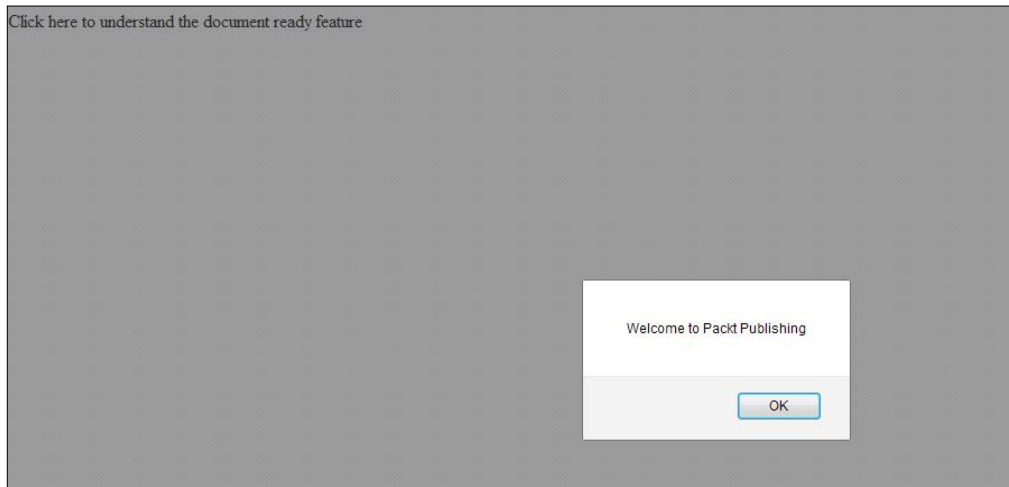 Click here to understand the document ready feature
Welcome to Packt Publishing
OK